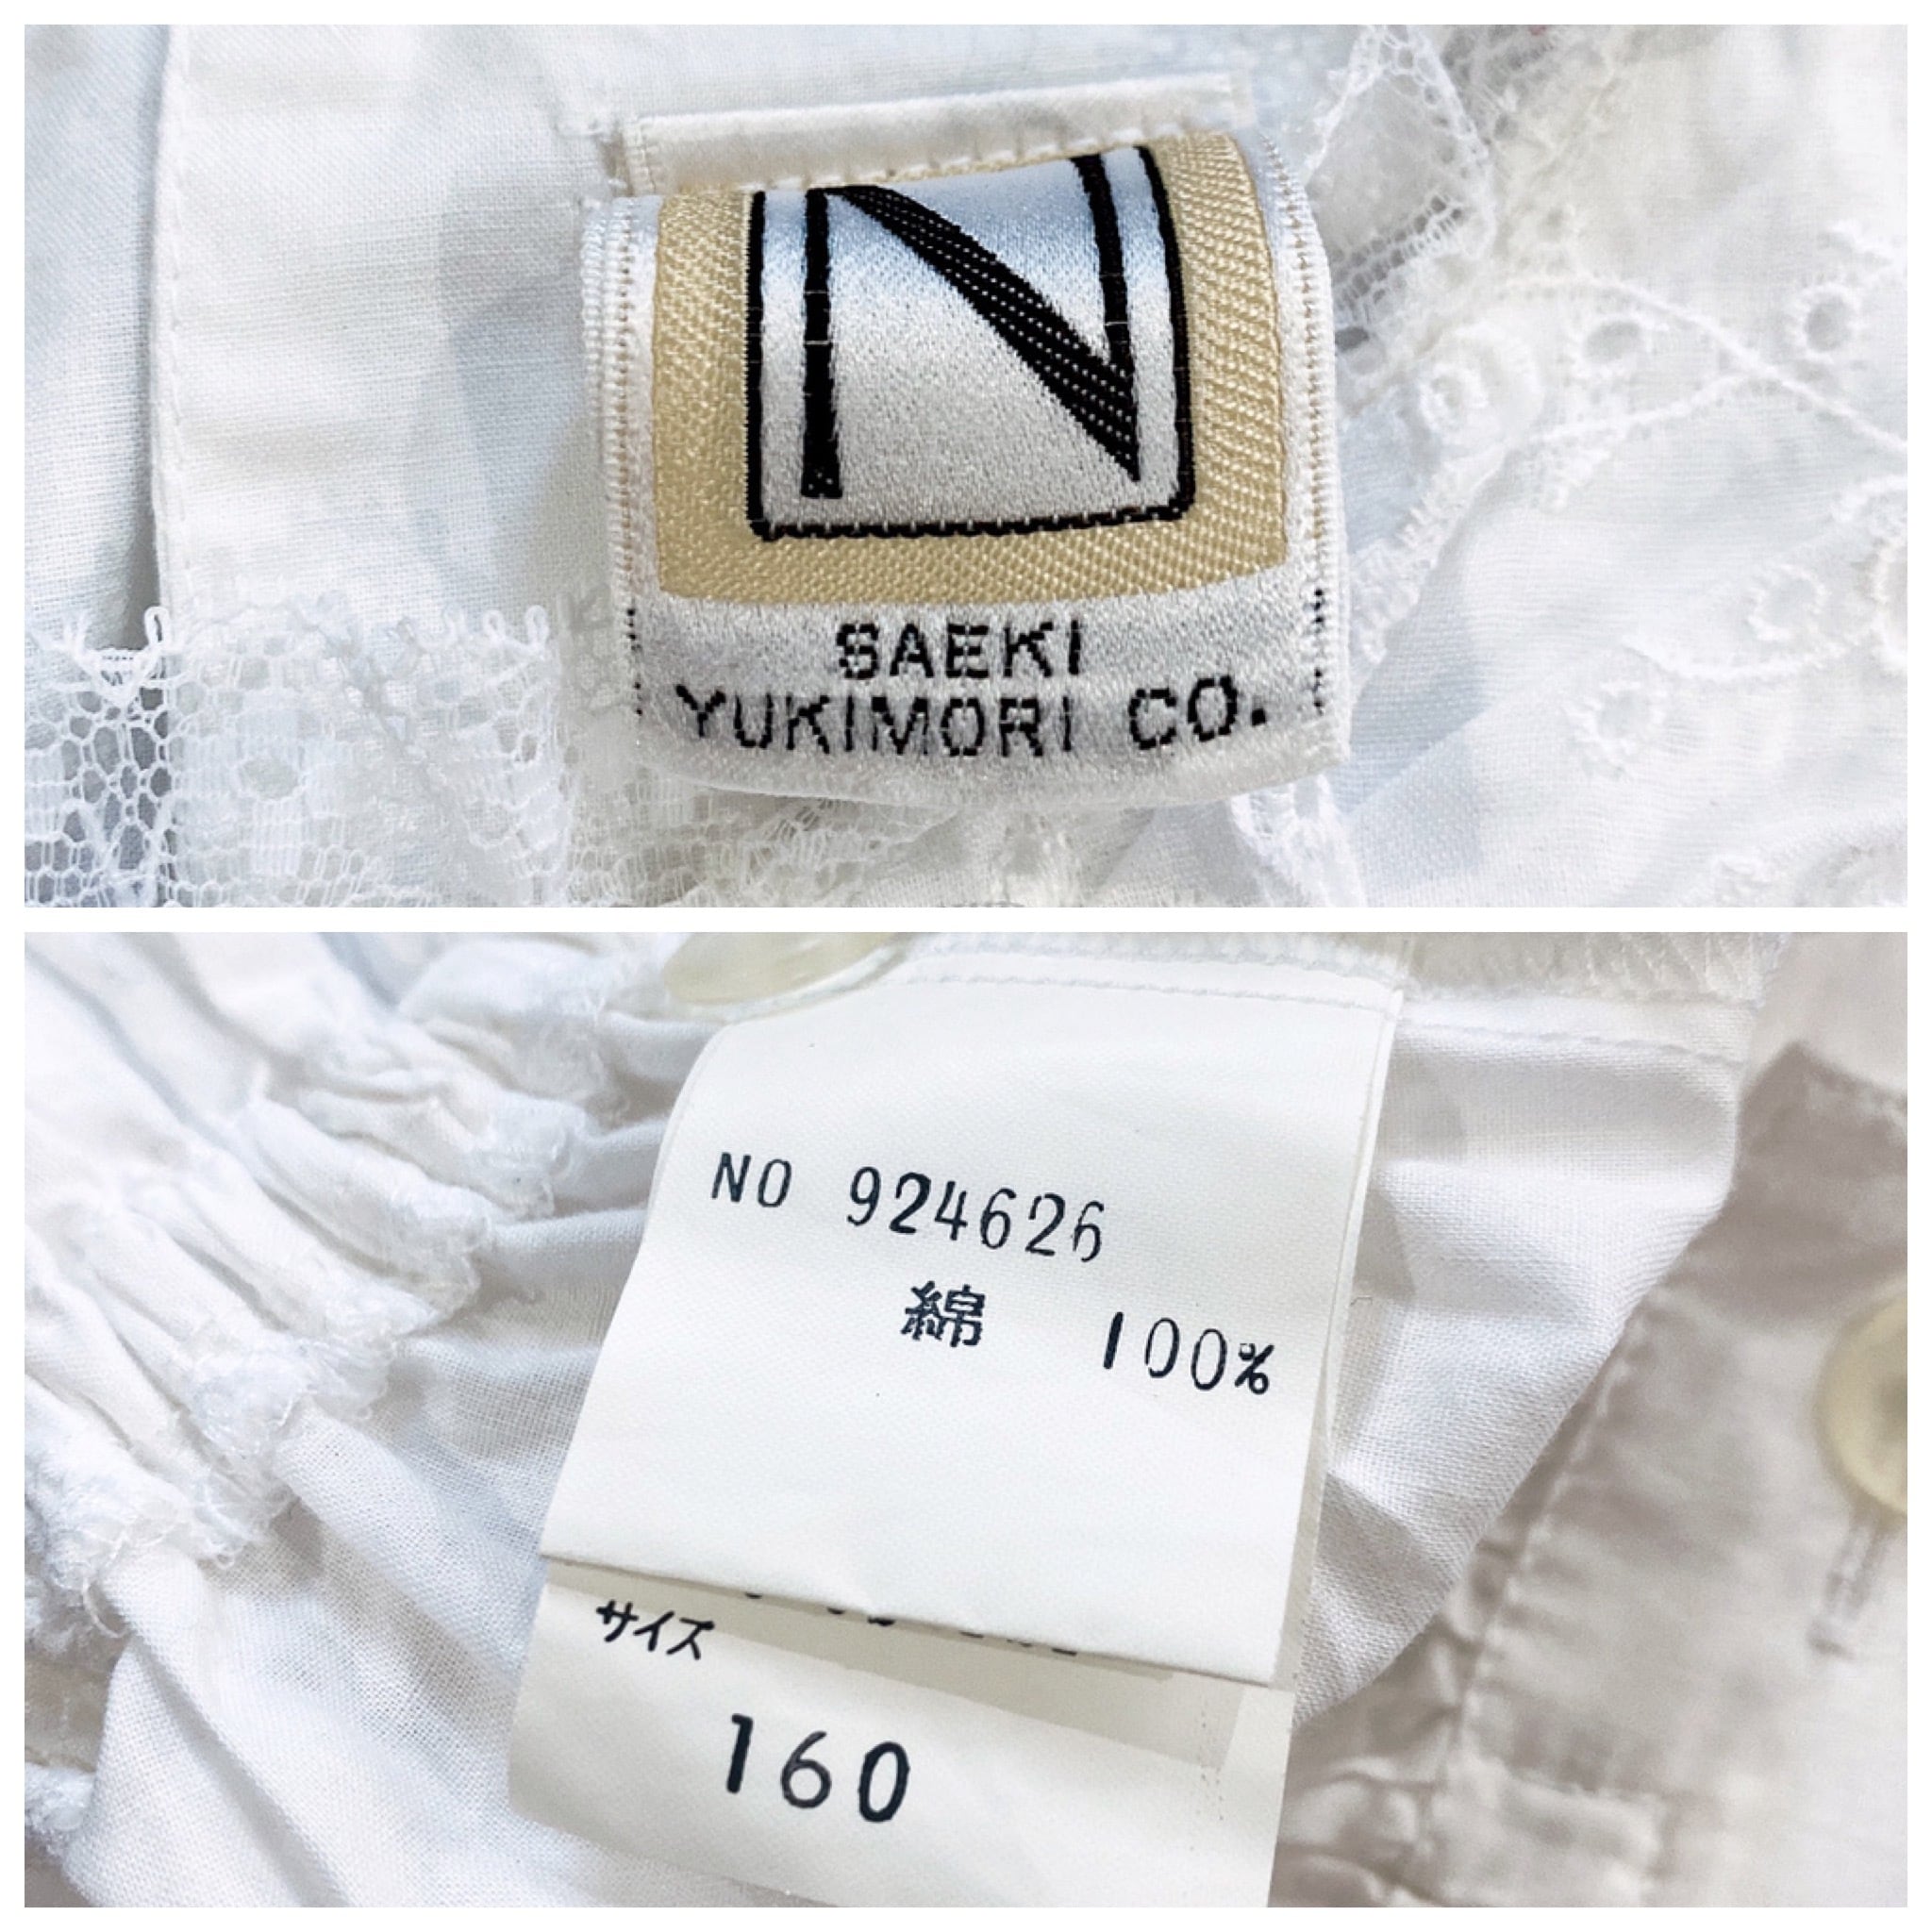 N
SAEKI
YUKIMORI CO.
NO 924626
綿 100%
サイズ
160